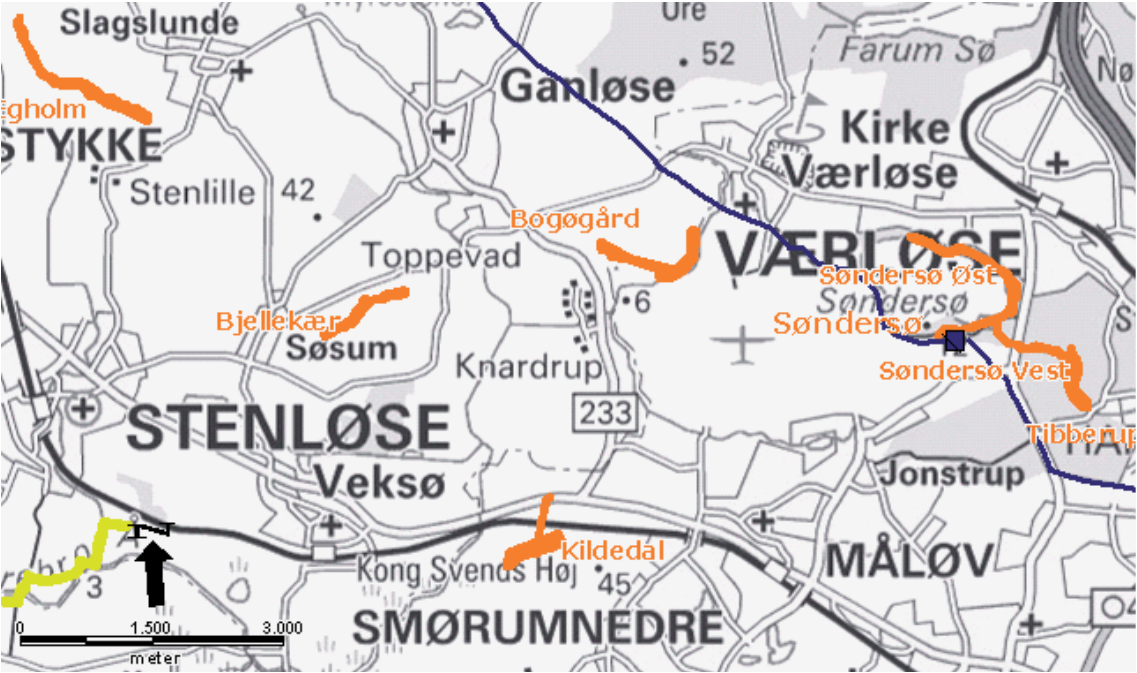 Slagslunde
Ure
52
Farum Sø
Ganløse
gholm
STYKKE
Kirke
Værløse
Stenlille
42
Bogøgård
VÆRLØSE
Toppevad
Søndersø Øst
Søndersø
6
Bjellekær
Søndersø
Søsum
Knardrup
Søndersø Vest
233
STENLØSE
Tibberup
Veksø
Jonstrup
Kildedal
MÅLØV
Kong Svends Høj
45
3
SMØRUMNEDRE
0 1.500 3.000
meter